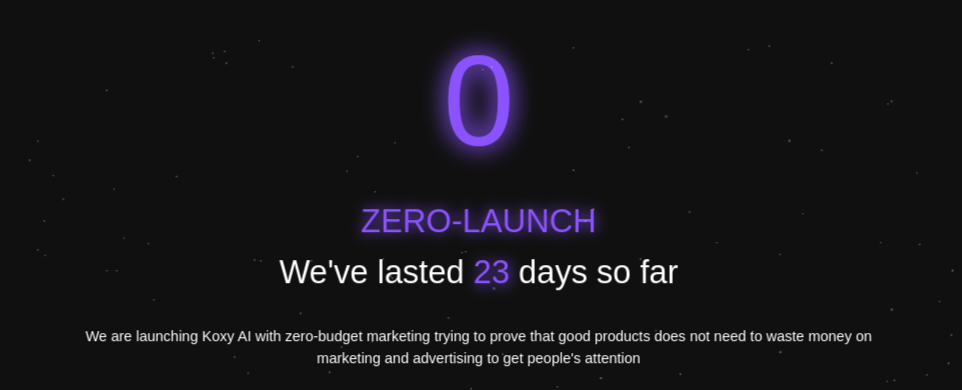 0
ZERO-LAUNCH
We've lasted 23 days so far
We are launching Koxy AI with zero-budget marketing trying to prove that good products does not need to waste money on
marketing and advertising to get people's attention